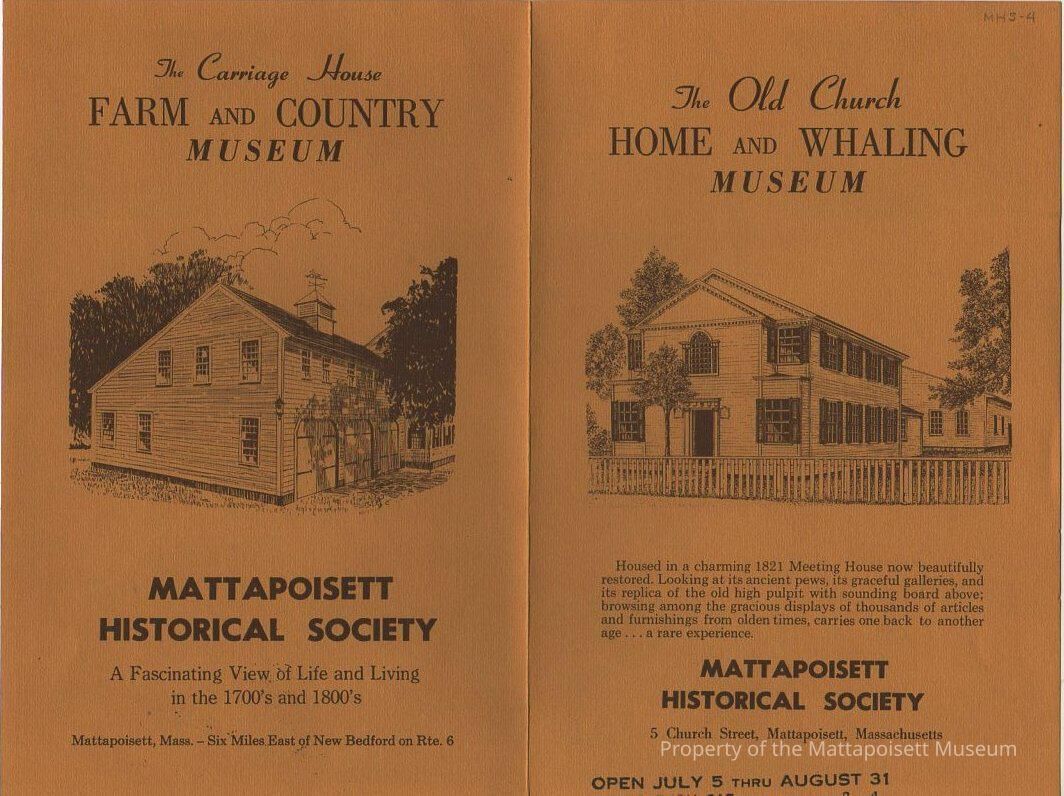 The Carriage House
FARM AND COUNTRY
MUSEUM
MATTAPOISETT
HISTORICAL SOCIETY
A Fascinating View of Life and Living
in the 1700's and 1800's
Mattapoisett, Mass. – Six Miles East of New Bedford on Rte. 6
MHS-4
The Old Church
HOME AND WHALING
MUSEUM
Housed in a charming 1821 Meeting House now beautifully
restored. Looking at its ancient pews, its graceful galleries, and
its replica of the old high pulpit with sounding board above;
browsing among the gracious displays of thousands of articles
and furnishings from olden times, carries one back to another
age . . . a rare experience.
MATTAPOISETT
HISTORICAL SOCIETY
5 Church Street, Mattapoisett, Massachusetts
Property of the Mattapoisett Museum
OPEN JULY 5 THRU AUGUST 31